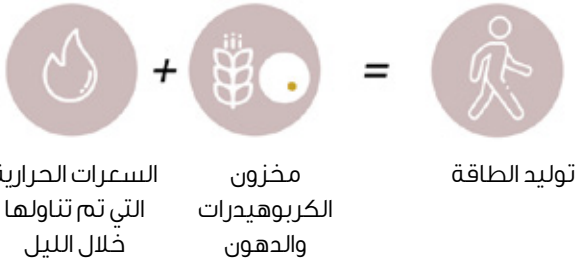 +
=
السعرات الحرارية
التي تم تناولها
خلال الليل
مخزون
الكربوهيدرات
والدهون
توليد الطاقة